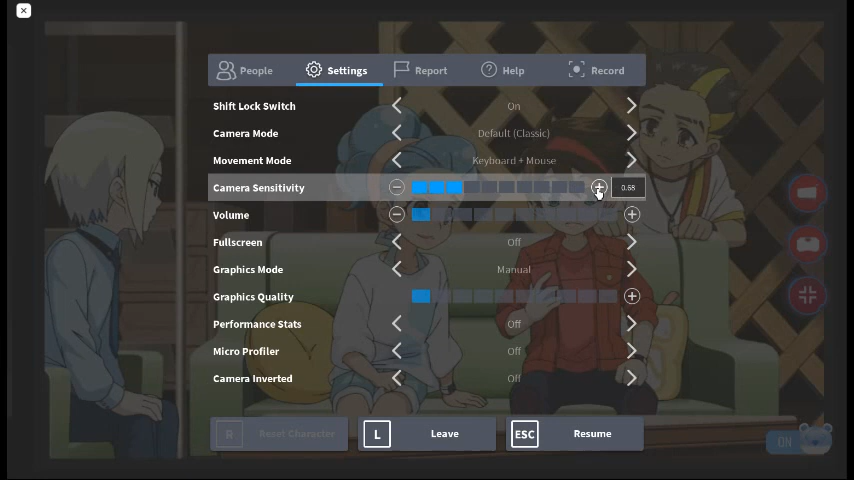 People Settings Report Help Record
Shift Lock Switch On
Camera Mode Default (Classic)
Movement Mode Keyboard + Mouse
Camera Sensitivity 0.68
Volume
Fullscreen Off
Graphics Mode Manual
Graphics Quality
Performance Stats Off
Micro Profiler Off
Camera Inverted Off
R Reset Character L Leave ESC Resume